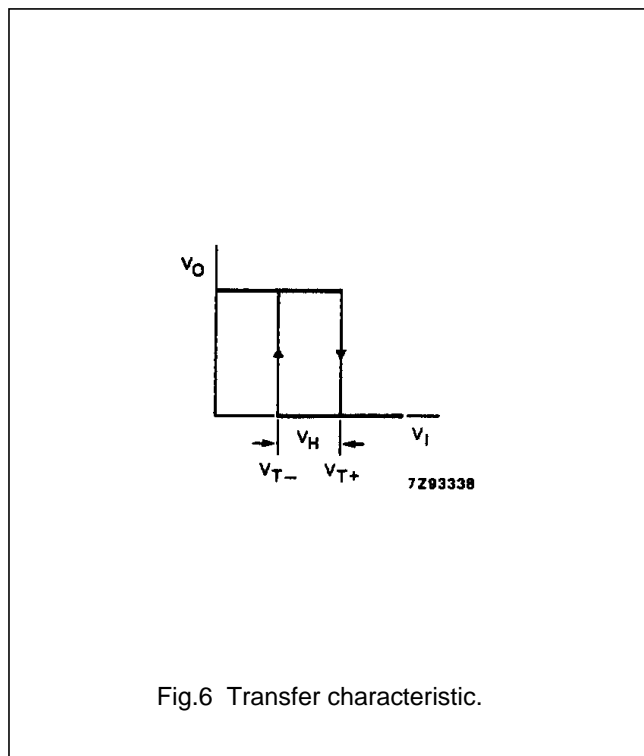 VO
VH
VI
VT− VT+
7Z93338
Fig.6 Transfer characteristic.